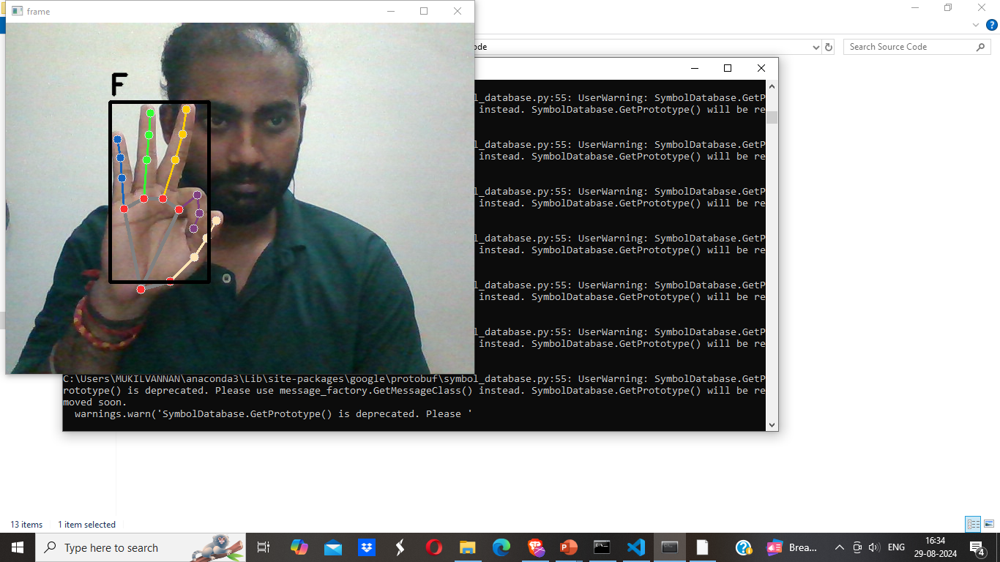 frame
F
ode
Search Source Code
l_database.py:55: UserWarning: SymbolDatabase.GetP
instead. SymbolDatabase.GetPrototype() will be re
l_database.py:55: UserWarning: SymbolDatabase.GetP
instead. SymbolDatabase.GetPrototype() will be re
l_database.py:55: UserWarning: SymbolDatabase.GetP
instead. SymbolDatabase.GetPrototype() will be re
l_database.py:55: UserWarning: SymbolDatabase.GetP
instead. SymbolDatabase.GetPrototype() will be re
l_database.py:55: UserWarning: SymbolDatabase.GetP
instead. SymbolDatabase.GetPrototype() will be re
l_database.py:55: UserWarning: SymbolDatabase.GetP
instead. SymbolDatabase.GetPrototype() will be re
C:\Users\MUKILVANNAN\anaconda3\Lib\site-packages\google\protobuf\symbol_database.py:55: UserWarning: SymbolDatabase.GetP
rototype() is deprecated. Please use message_factory.GetMessageClass() instead. SymbolDatabase.GetPrototype() will be re
moved soon.
warnings.warn('SymbolDatabase.GetPrototype() is deprecated. Please '
13 items 1 item selected
Type here to search
Brea...
ENG
16:34
29-08-2024
4